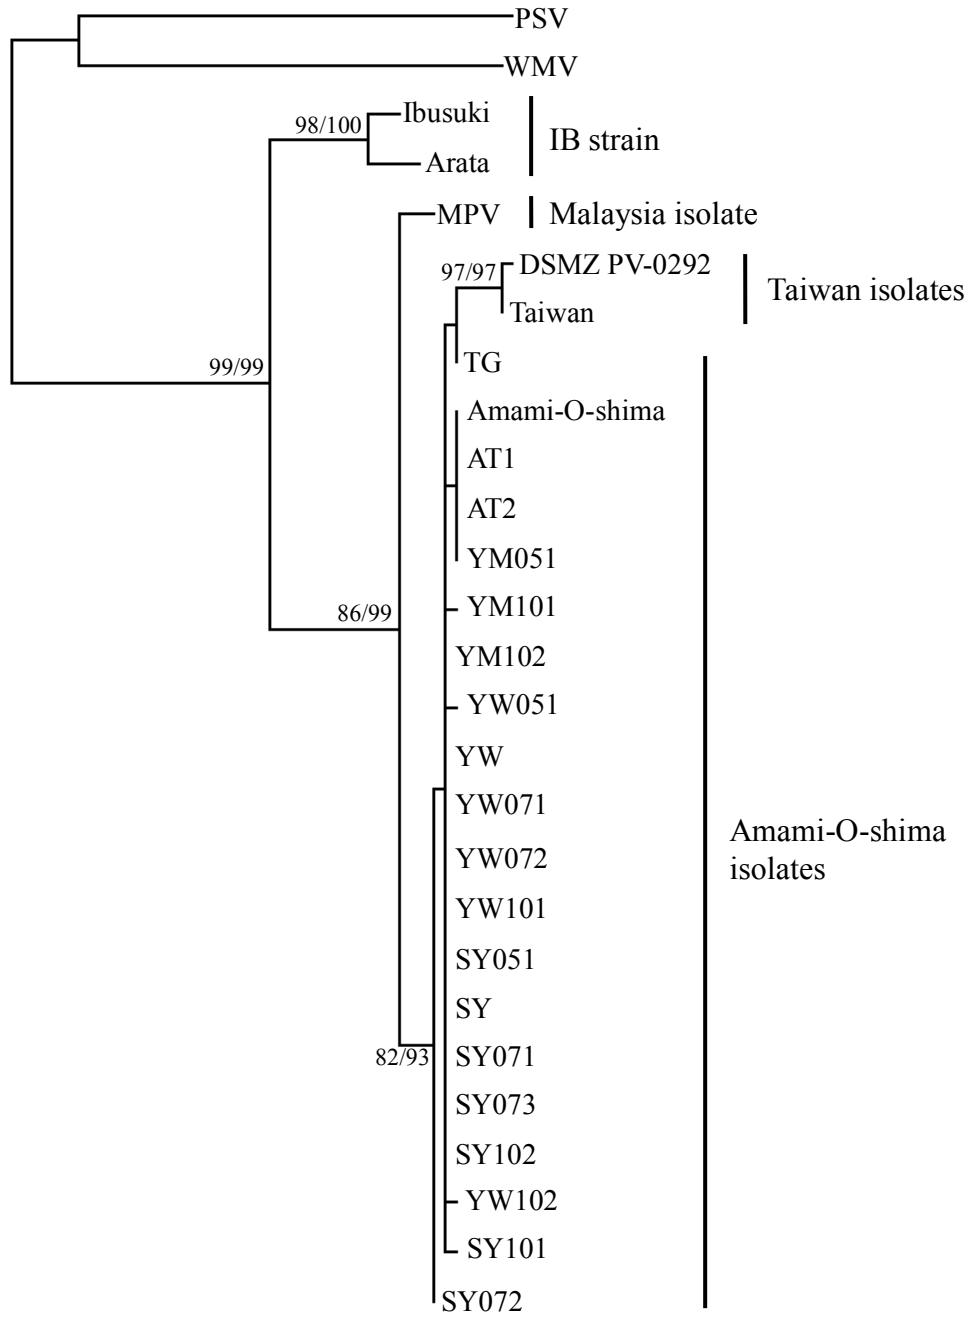 PSV
WMV
98/100
Ibusuki
Arata
IB strain
MPV
Malaysia isolate
97/97
DSMZ PV-0292
Taiwan
Taiwan isolates
99/99
TG
Amami-O-shima
AT1
AT2
YM051
86/99
YM101
YM102
YW051
YW
YW071
YW072
YW101
Amami-O-shima
isolates
SY051
SY
82/93
SY071
SY073
SY102
YW102
SY101
SY072